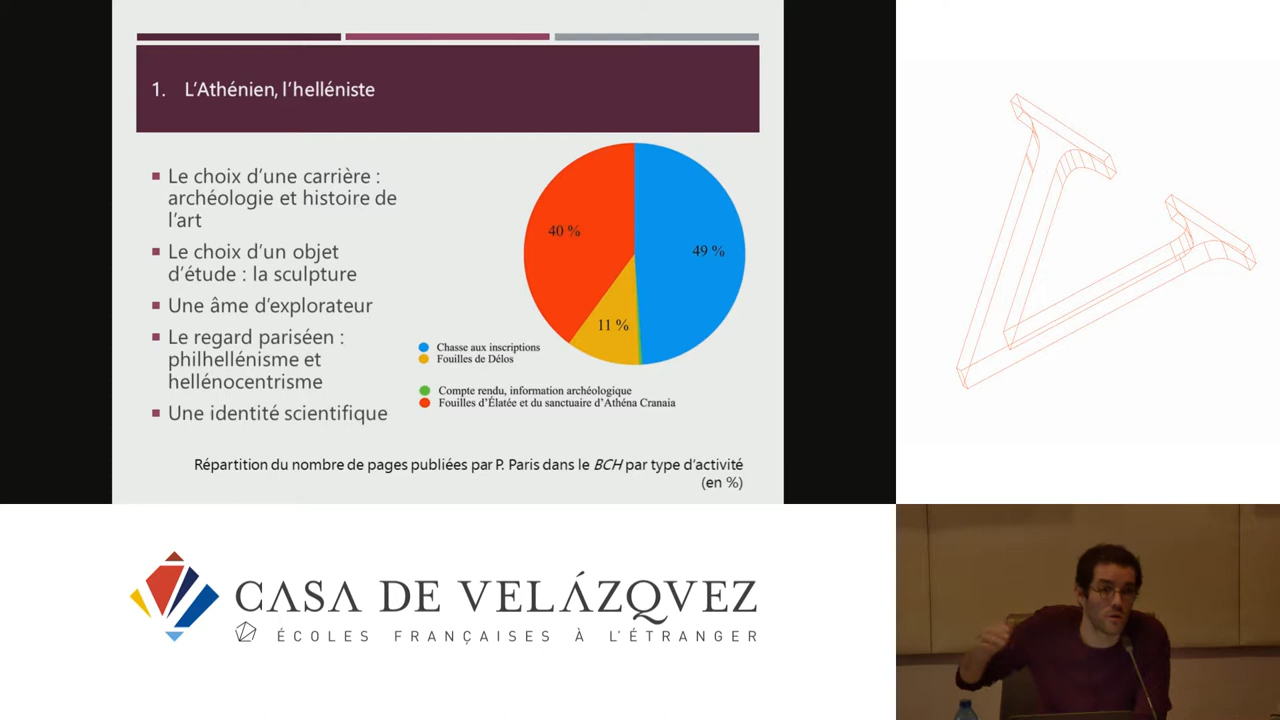 1. L'Athénien, l'helléniste
Le choix d'une carrière :
archéologie et histoire de
l'art
Le choix d'un objet
d'étude : la sculpture
Une âme d'explorateur
Le regard pariséen :
philhellénisme et
hellénocentrisme
Une identité scientifique
40 %
49 %
11 %
Chasse aux inscriptions
Fouilles de Délos
Compte rendu, information archéologique
Fouilles d'Élatée et du sanctuaire d'Athéna Cranaia
Répartition du nombre de pages publiées par P. Paris dans le BCH par type d'activité
(en %)
CASA DE VELÁZQVEZ
ÉCOLES FRANÇAISES À L'ÉTRANGER